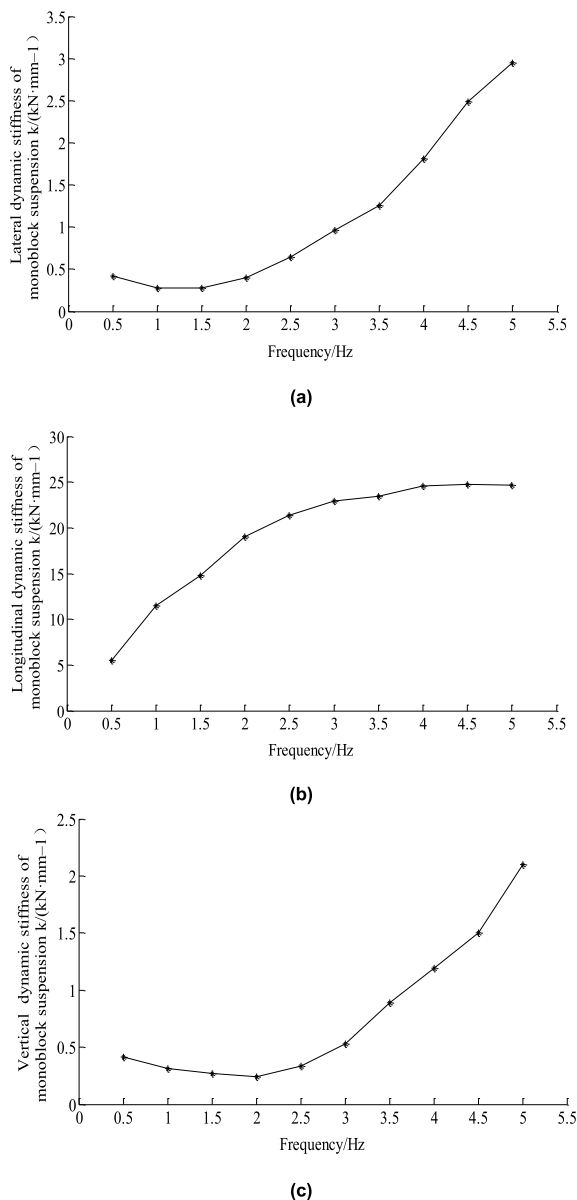 3.5
3
2.5
2
1.5
1
0.5
0
Lateral dynamic stiffness of
monoblock suspension k/(kN·mm–1）
0 0.5 1 1.5 2 2.5 3 3.5 4 4.5 5 5.5
Frequency/Hz
(a)
30
25
20
15
10
5
0
Longitudinal dynamic stiffness of
monoblock suspension k/(kN·mm–1)
0 0.5 1 1.5 2 2.5 3 3.5 4 4.5 5 5.5
Frequency/Hz
(b)
2.5
2
1.5
1
0.5
0
Vertical dynamic stiffness of
monoblock suspension k/(kN·mm–1）
0 0.5 1 1.5 2 2.5 3 3.5 4 4.5 5 5.5
Frequency/Hz
(c)